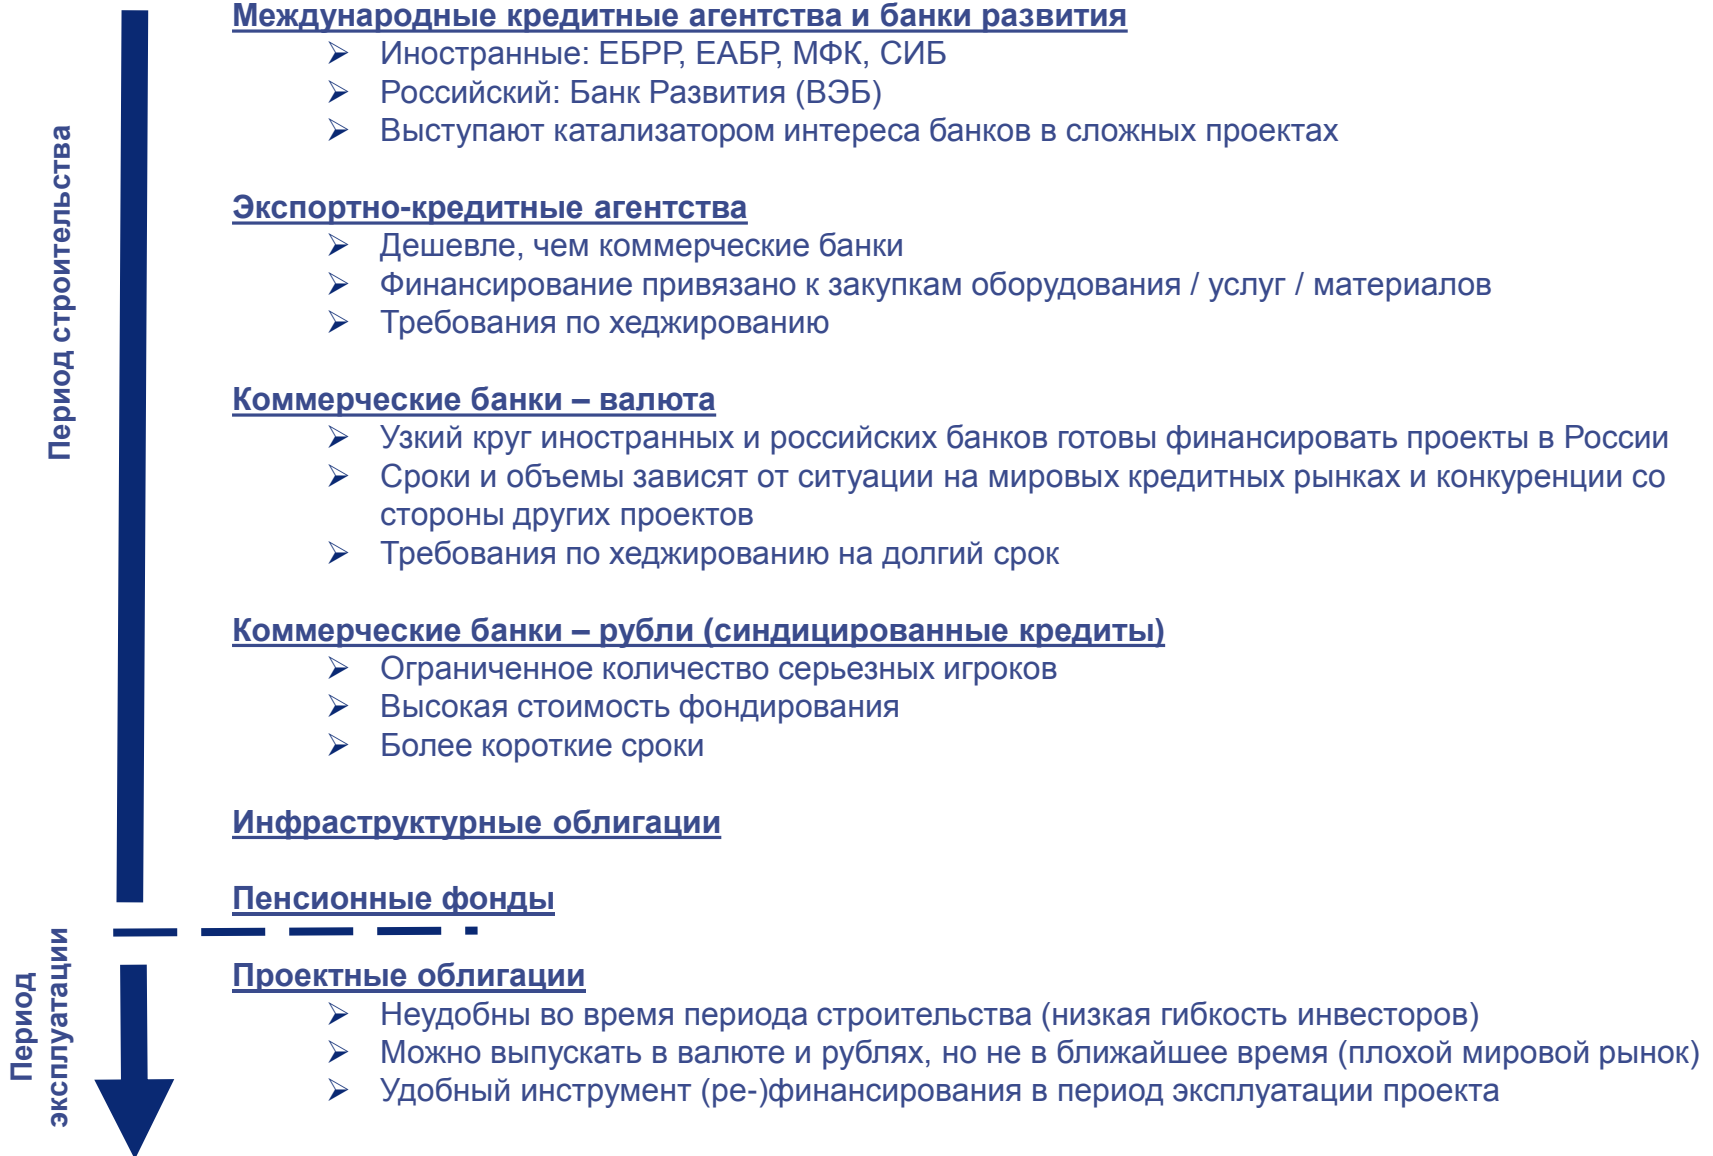 Международные кредитные агентства и банки развития
Иностранные: ЕБРР, ЕАБР, МФК, СИБ
Российский: Банк Развития (ВЭБ)
Выступают катализатором интереса банков в сложных проектах
Период строительства
Экспортно-кредитные агентства
Дешевле, чем коммерческие банки
Финансирование привязано к закупкам оборудования / услуг / материалов
Требования по хеджированию
Коммерческие банки – валюта
Узкий круг иностранных и российских банков готовы финансировать проекты в России
Сроки и объемы зависят от ситуации на мировых кредитных рынках и конкуренции со
стороны других проектов
Требования по хеджированию на долгий срок
Коммерческие банки – рубли (синдицированные кредиты)
Ограниченное количество серьезных игроков
Высокая стоимость фондирования
Более короткие сроки
Инфраструктурные облигации
Пенсионные фонды
Период
эксплуатации
Проектные облигации
Неудобны во время периода строительства (низкая гибкость инвесторов)
Можно выпускать в валюте и рублях, но не в ближайшее время (плохой мировой рынок)
Удобный инструмент (ре-)финансирования в период эксплуатации проекта